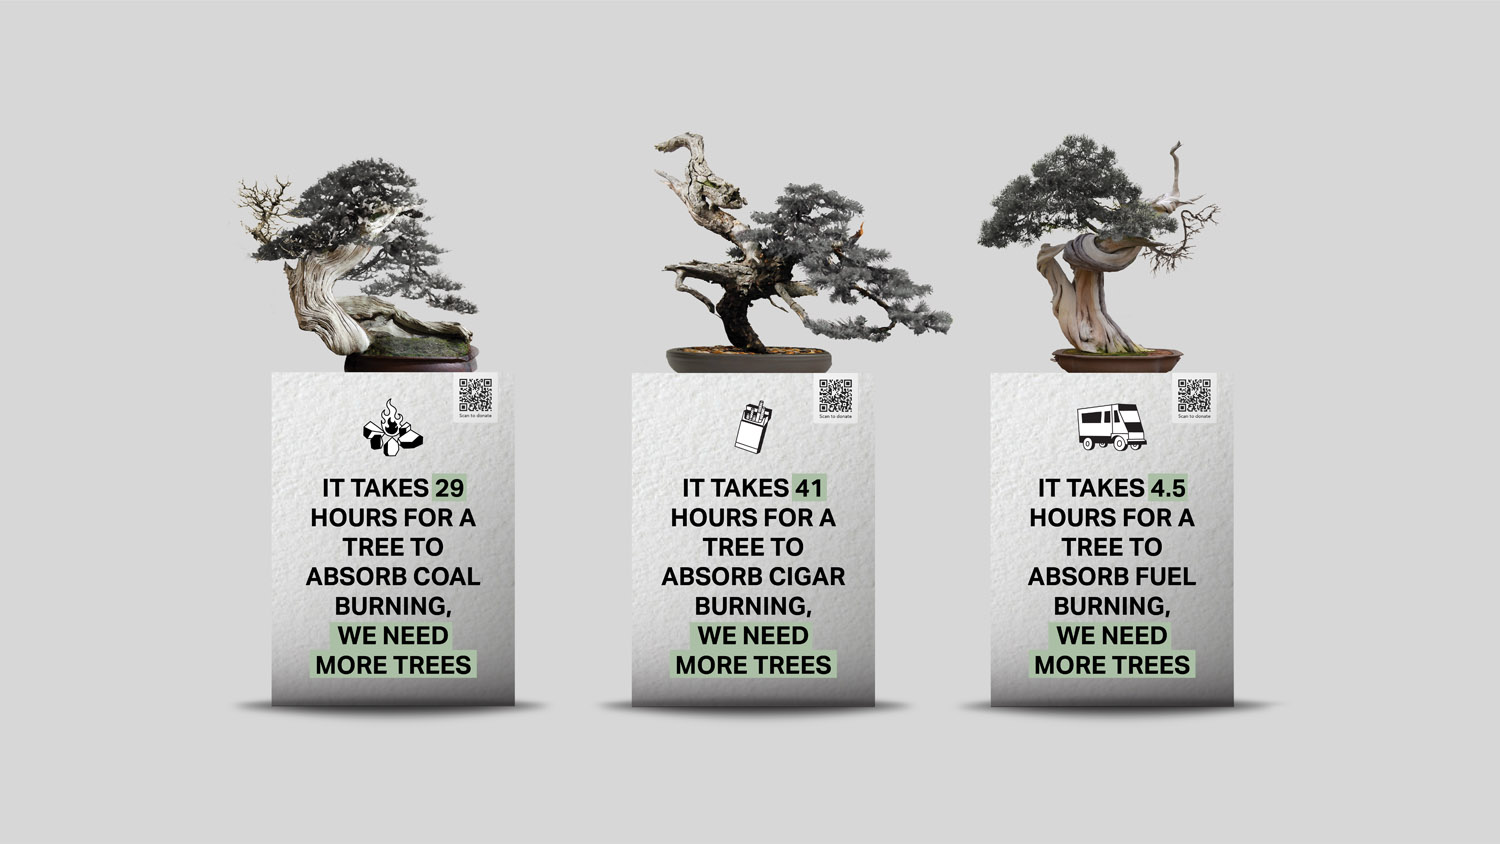 Scan to donate
IT TAKES 29
HOURS FOR A
TREE TO
ABSORB COAL
BURNING,
WE NEED
MORE TREES
Scan to donate
IT TAKES 41
HOURS FOR A
TREE TO
ABSORB CIGAR
BURNING,
WE NEED
MORE TREES
Scan to donate
IT TAKES 4.5
HOURS FOR A
TREE TO
ABSORB FUEL
BURNING,
WE NEED
MORE TREES